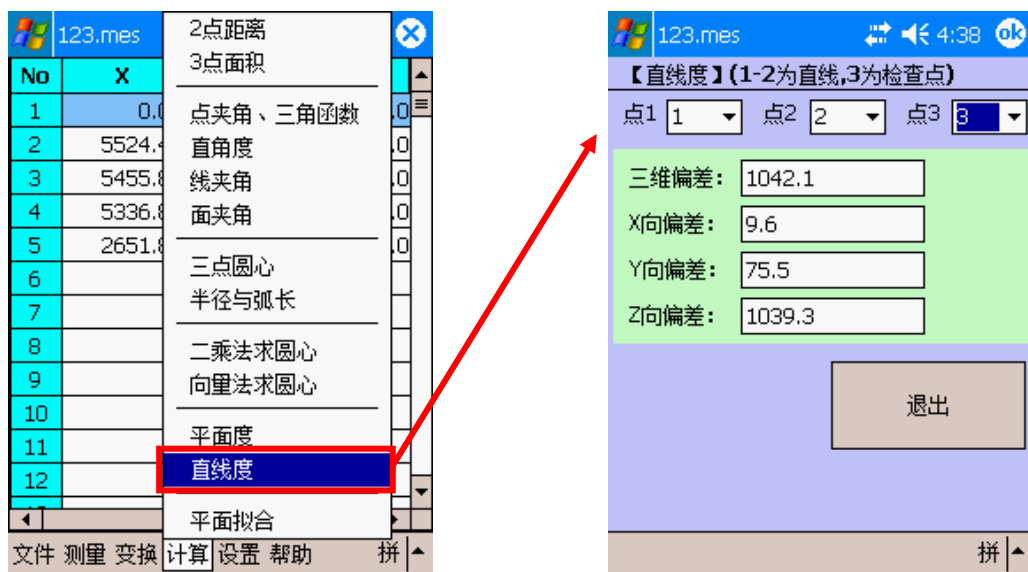 123.mes
No X
1 0.0 .0
2 5524.4 .0
3 5455.8 .0
4 5336.8 .0
5 2651.8 .0
6
7
8
9
10
11
12
2点距离
3点面积
点夹角、三角函数
直角度
线夹角
面夹角
三点圆心
半径与弧长
二乘法求圆心
向量法求圆心
平面度
直线度
平面拟合
文件 测量 变换 计算 设置 帮助 拼
123.mes 4:38 ok
【直线度】(1-2为直线,3为检查点)
点1 1 点2 2 点3 3
三维偏差: 1042.1
X向偏差: 9.6
Y向偏差: 75.5
Z向偏差: 1039.3
退出
拼